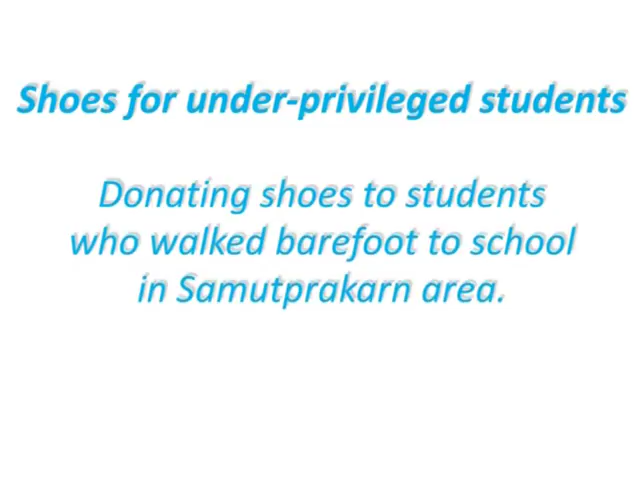 Shoes for under-privileged students
Donating shoes to students
who walked barefoot to school
in Samutprakarn area.